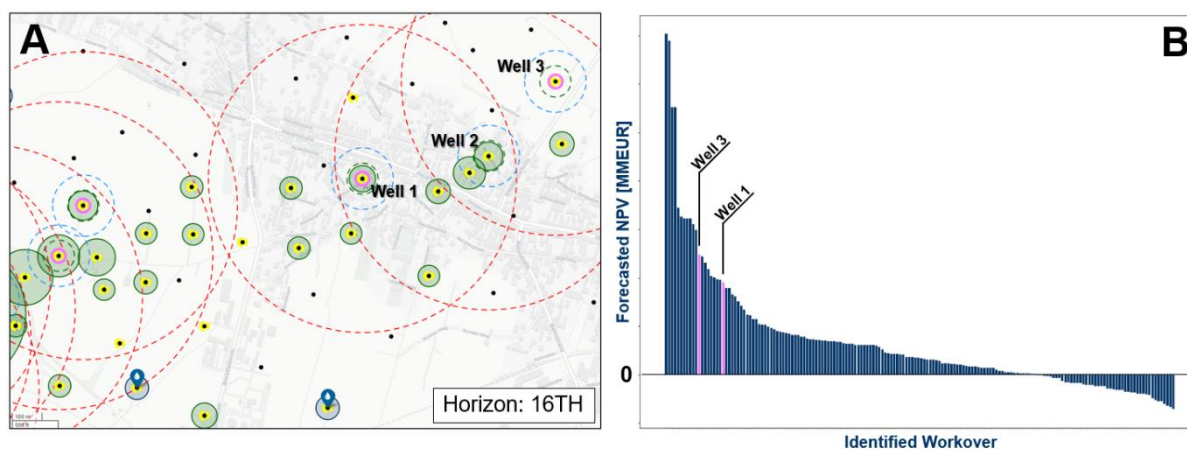 A
Well 3
Well 2
Well 1
Horizon: 16TH
B
Forecasted NPV [MMEUR]
Well 3
Well 1
0
Identified Workover